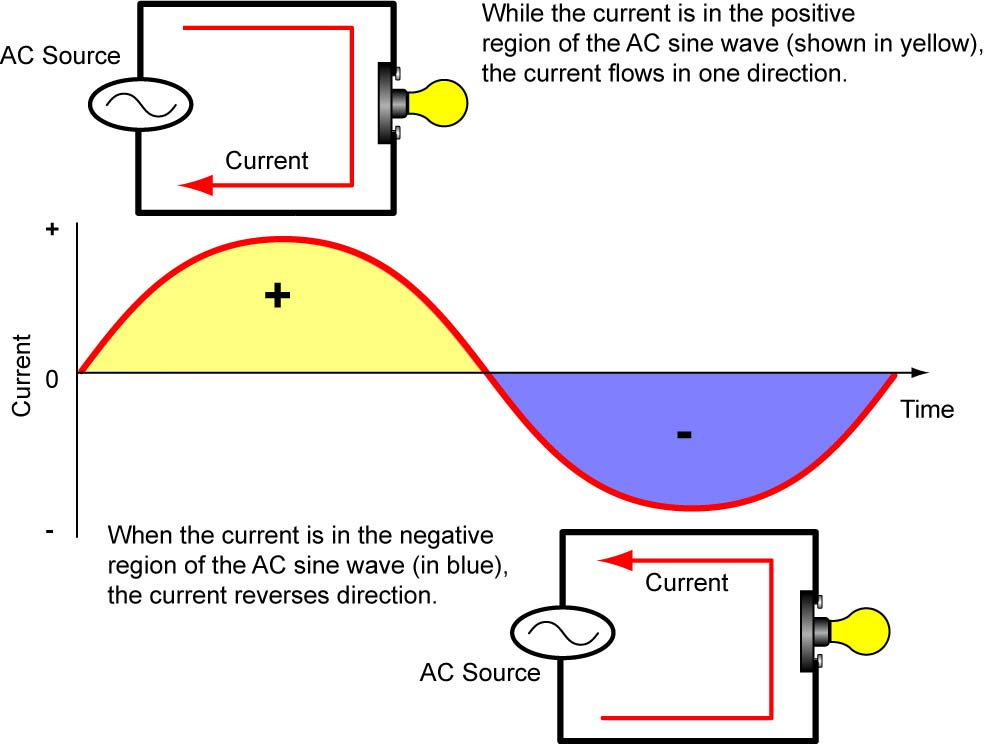 While the current is in the positive
region of the AC sine wave (shown in yellow),
the current flows in one direction.
AC Source
Current
+
+
Current
0
Time
-
-
When the current is in the negative
region of the AC sine wave (in blue),
the current reverses direction.
Current
AC Source